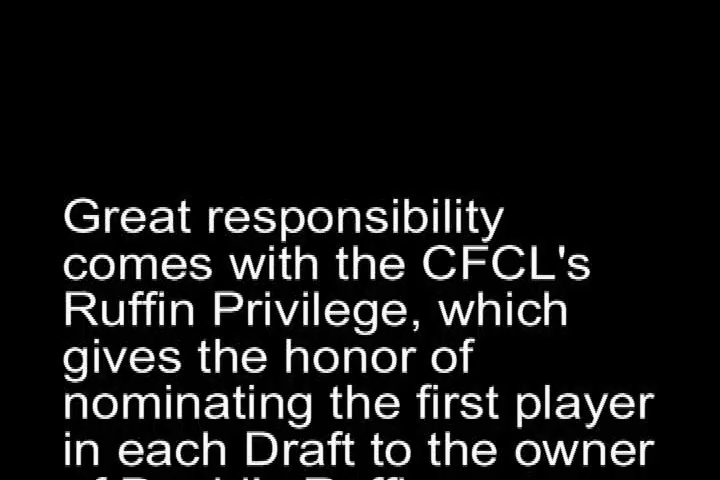 Great responsibility
comes with the CFCL's
Ruffin Privilege, which
gives the honor of
nominating the first player
in each Draft to the owner